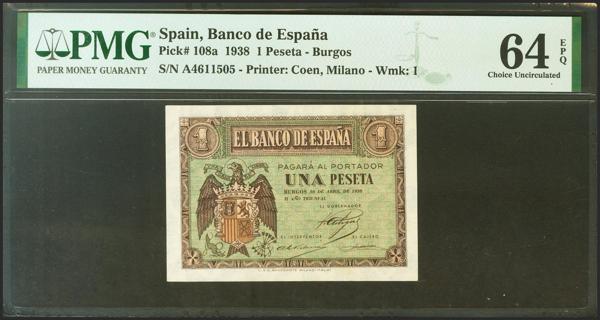 PMG
PAPER MONEY GUARANTY
Spain, Banco de España
Pick# 108a 1938 1 Peseta - Burgos
S/N A4611505 - Printer: Coen, Milano - Wmk: 1
64 EPQ
Choice Uncirculated
1 1
EL BANCO DE ESPAÑA
PAGARÁ AL PORTADOR
UNA PESETA
BURGOS DE ABRIL DE 1938
II AÑO TRIUNFAL
EL GOBERNADOR
EL INTERVENTOR EL CAJERO